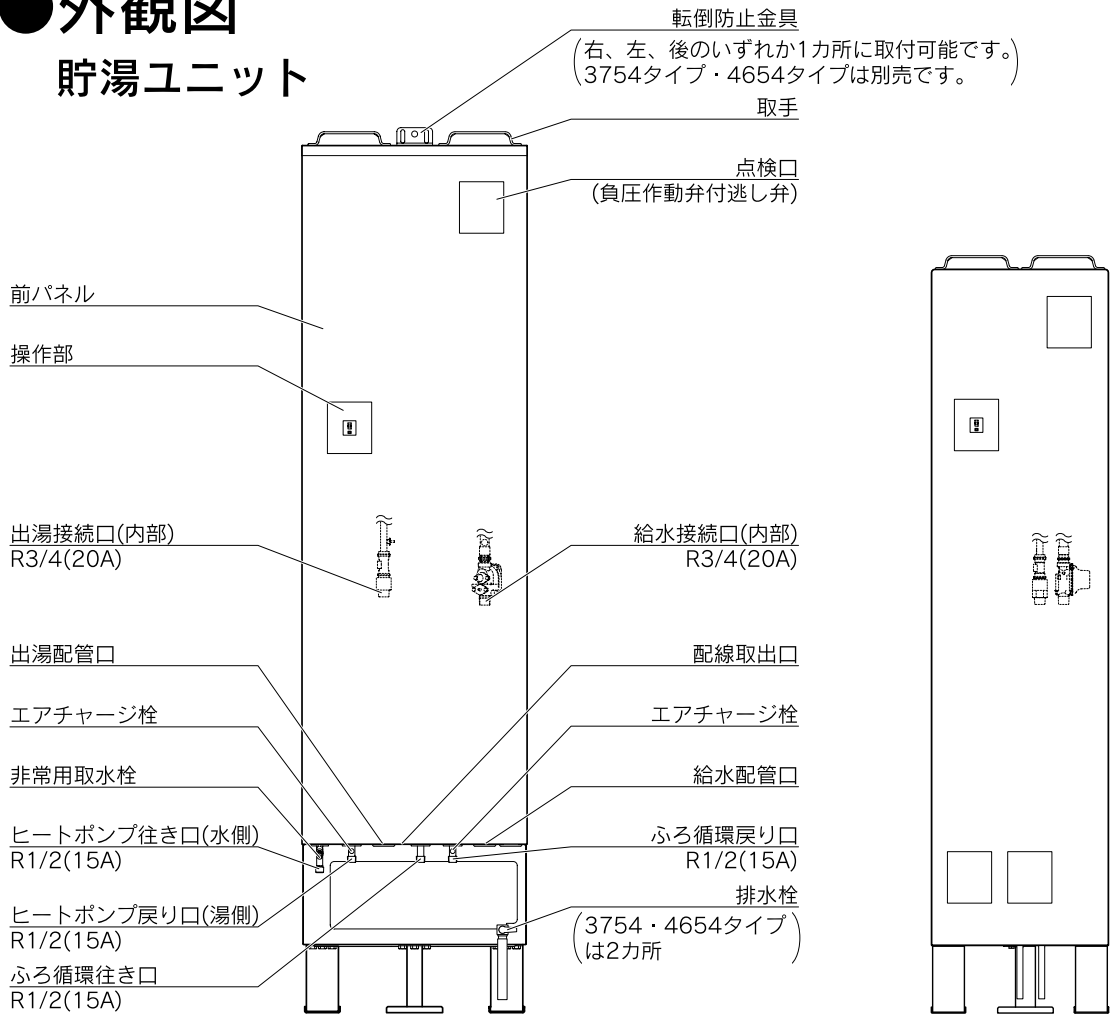 ●外観図
貯湯ユニット
転倒防止金具
(右、左、後のいずれか1カ所に取付可能です。
3754タイプ・4654タイプは別売です。)
取手
点検口
(負圧作動弁付逃し弁)
前パネル
操作部
出湯接続口(内部)
R3/4(20A)
給水接続口(内部)
R3/4(20A)
出湯配管口
配線取出口
エアチャージ栓
エアチャージ栓
非常用取水栓
給水配管口
ヒートポンプ往き口(水側)
R1/2(15A)
ふろ循環戻り口
R1/2(15A)
ヒートポンプ戻り口(湯側)
R1/2(15A)
排水栓
(3754・4654タイプ
は2カ所)
ふろ循環往き口
R1/2(15A)